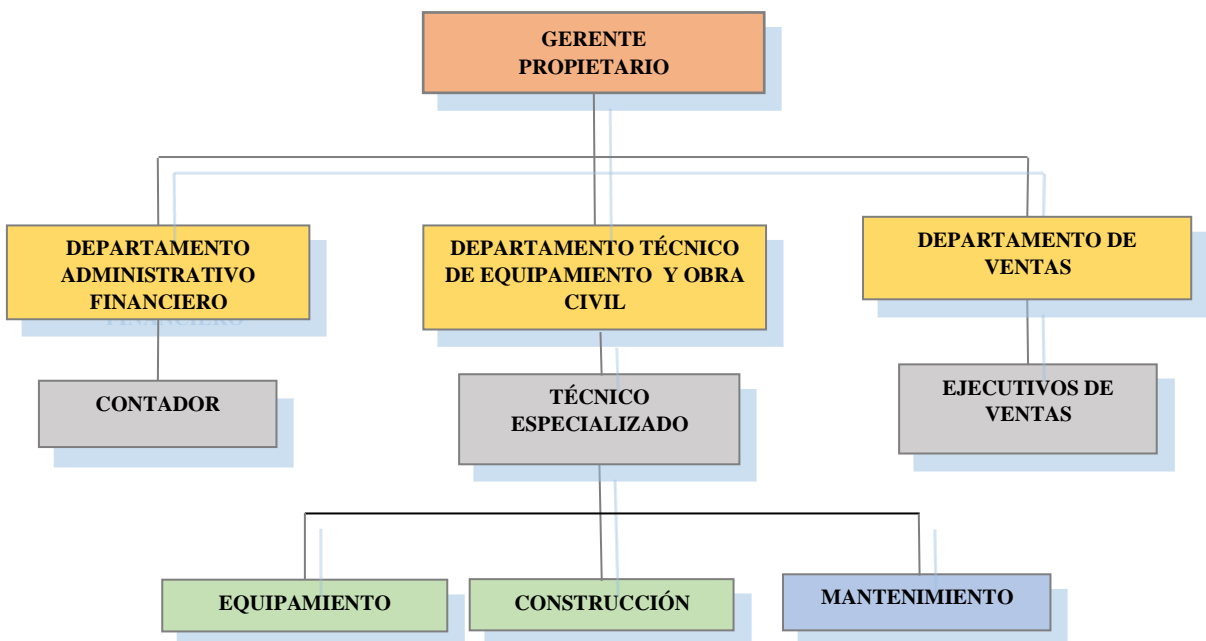 GERENTE
PROPIETARIO
DEPARTAMENTO
ADMINISTRATIVO
FINANCIERO
DEPARTAMENTO TÉCNICO
DE EQUIPAMIENTO Y OBRA
CIVIL
DEPARTAMENTO DE
VENTAS
CONTADOR
TÉCNICO
ESPECIALIZADO
EJECUTIVOS DE
VENTAS
EQUIPAMIENTO
CONSTRUCCIÓN
MANTENIMIENTO